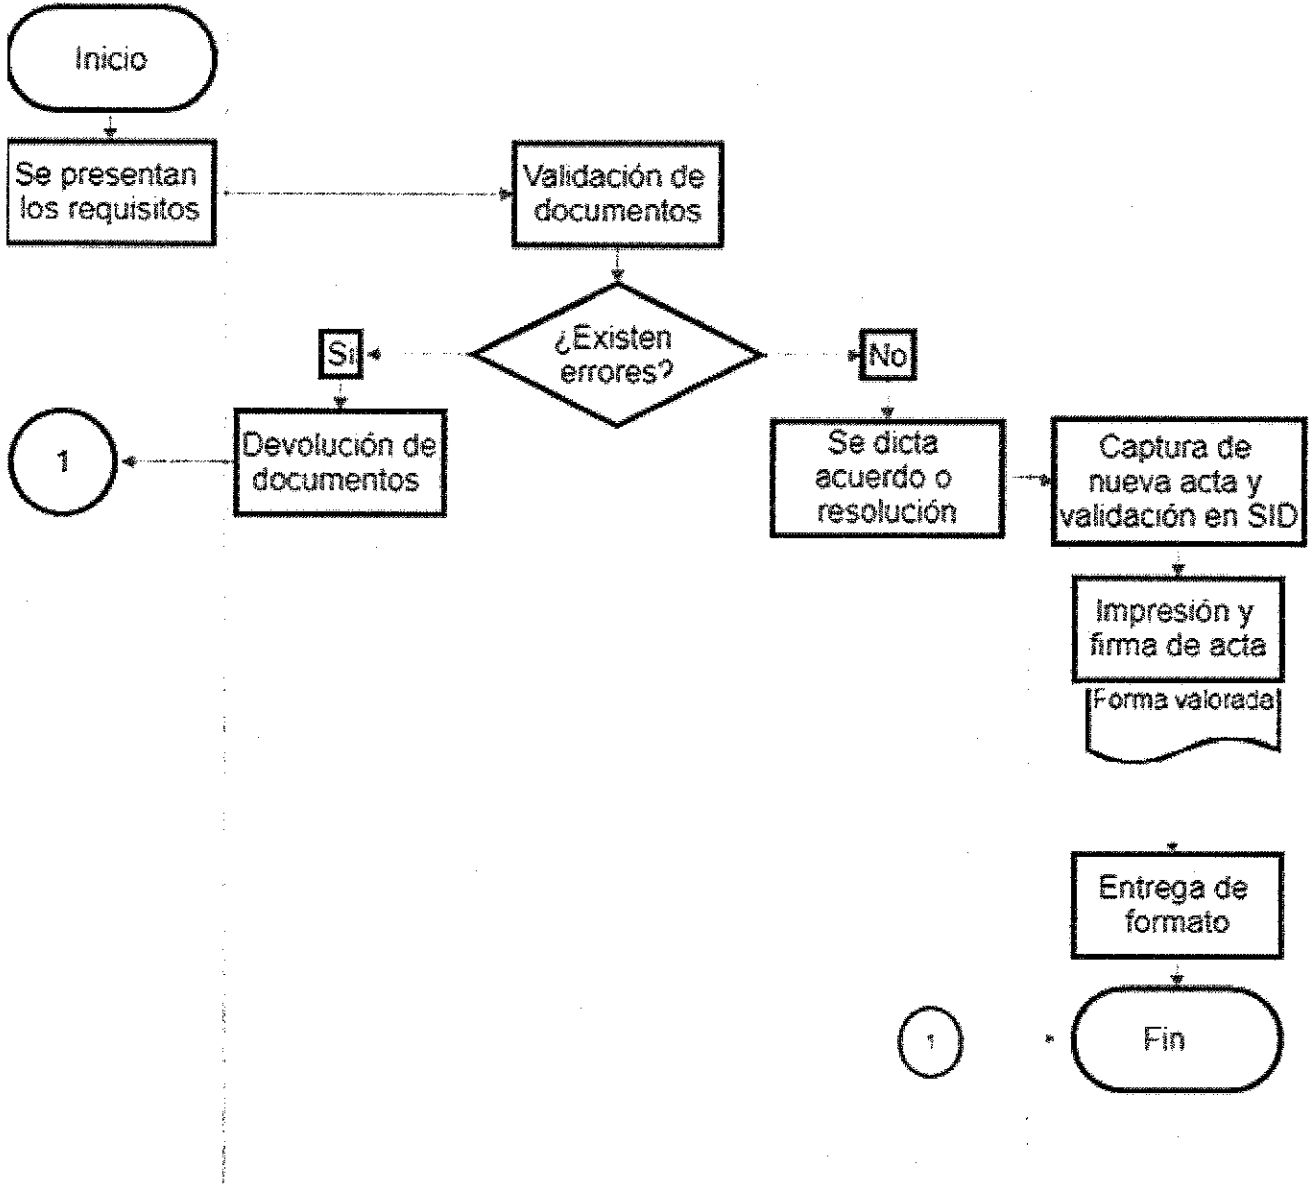 Inicio
Se presentan
los requisitos
Validación de
documentos
¿Existen
errores?
Si
No
1
Devolución de
documentos
Se dicta
acuerdo o
resolución
Captura de
nueva acta y
validación en SID
Impresión y
firma de acta
Forma valorada
Entrega de
formato
1
Fin